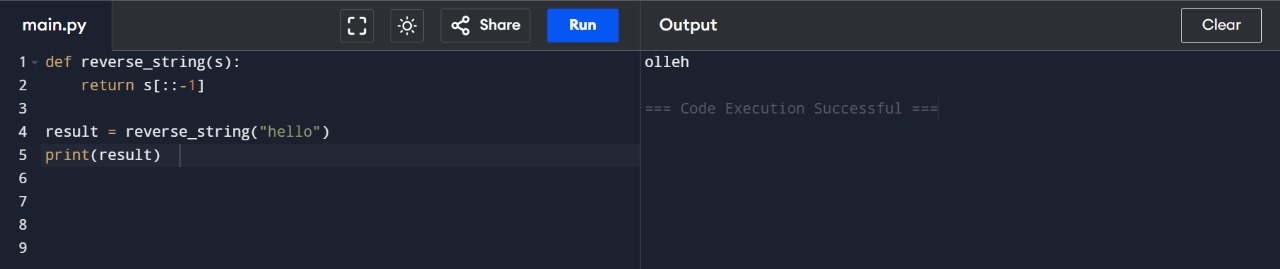 main.py Share Run Output Clear
1 def reverse_string(s):
2     return s[::-1]
3
4 result = reverse_string("hello")
5 print(result)
6
7
8
9
olleh
=== Code Execution Successful ===